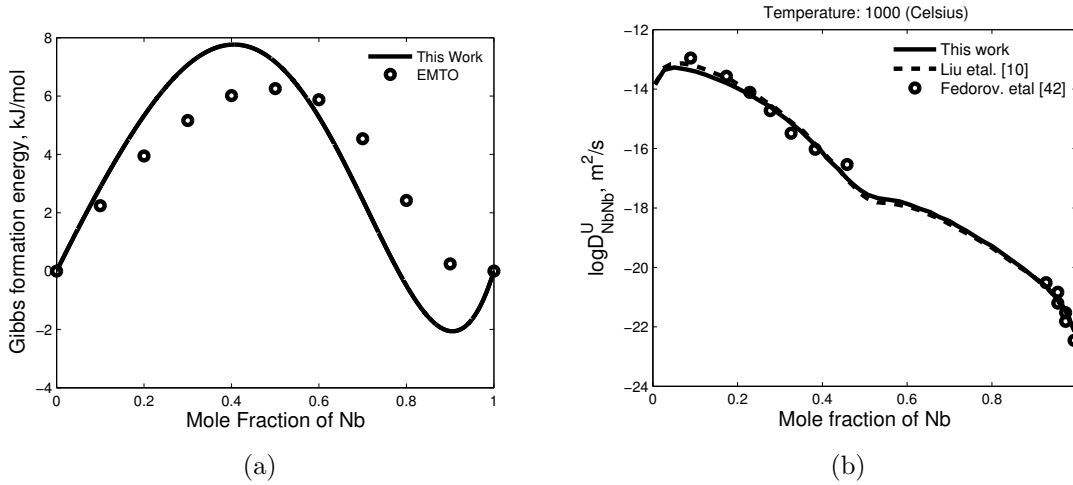 Gibbs formation energy, kJ/mol
8
6
4
2
0
−2
−4
This Work
EMTO
0 0.2 0.4 0.6 0.8 1
Mole Fraction of Nb
(a)
Temperature: 1000 (Celsius)
logD^U_NbNb, m²/s
−12
−14
−16
−18
−20
−22
−24
This work
Liu etal. [10]
Fedorov. etal [42]
0 0.2 0.4 0.6 0.8
Mole fraction of Nb
(b)